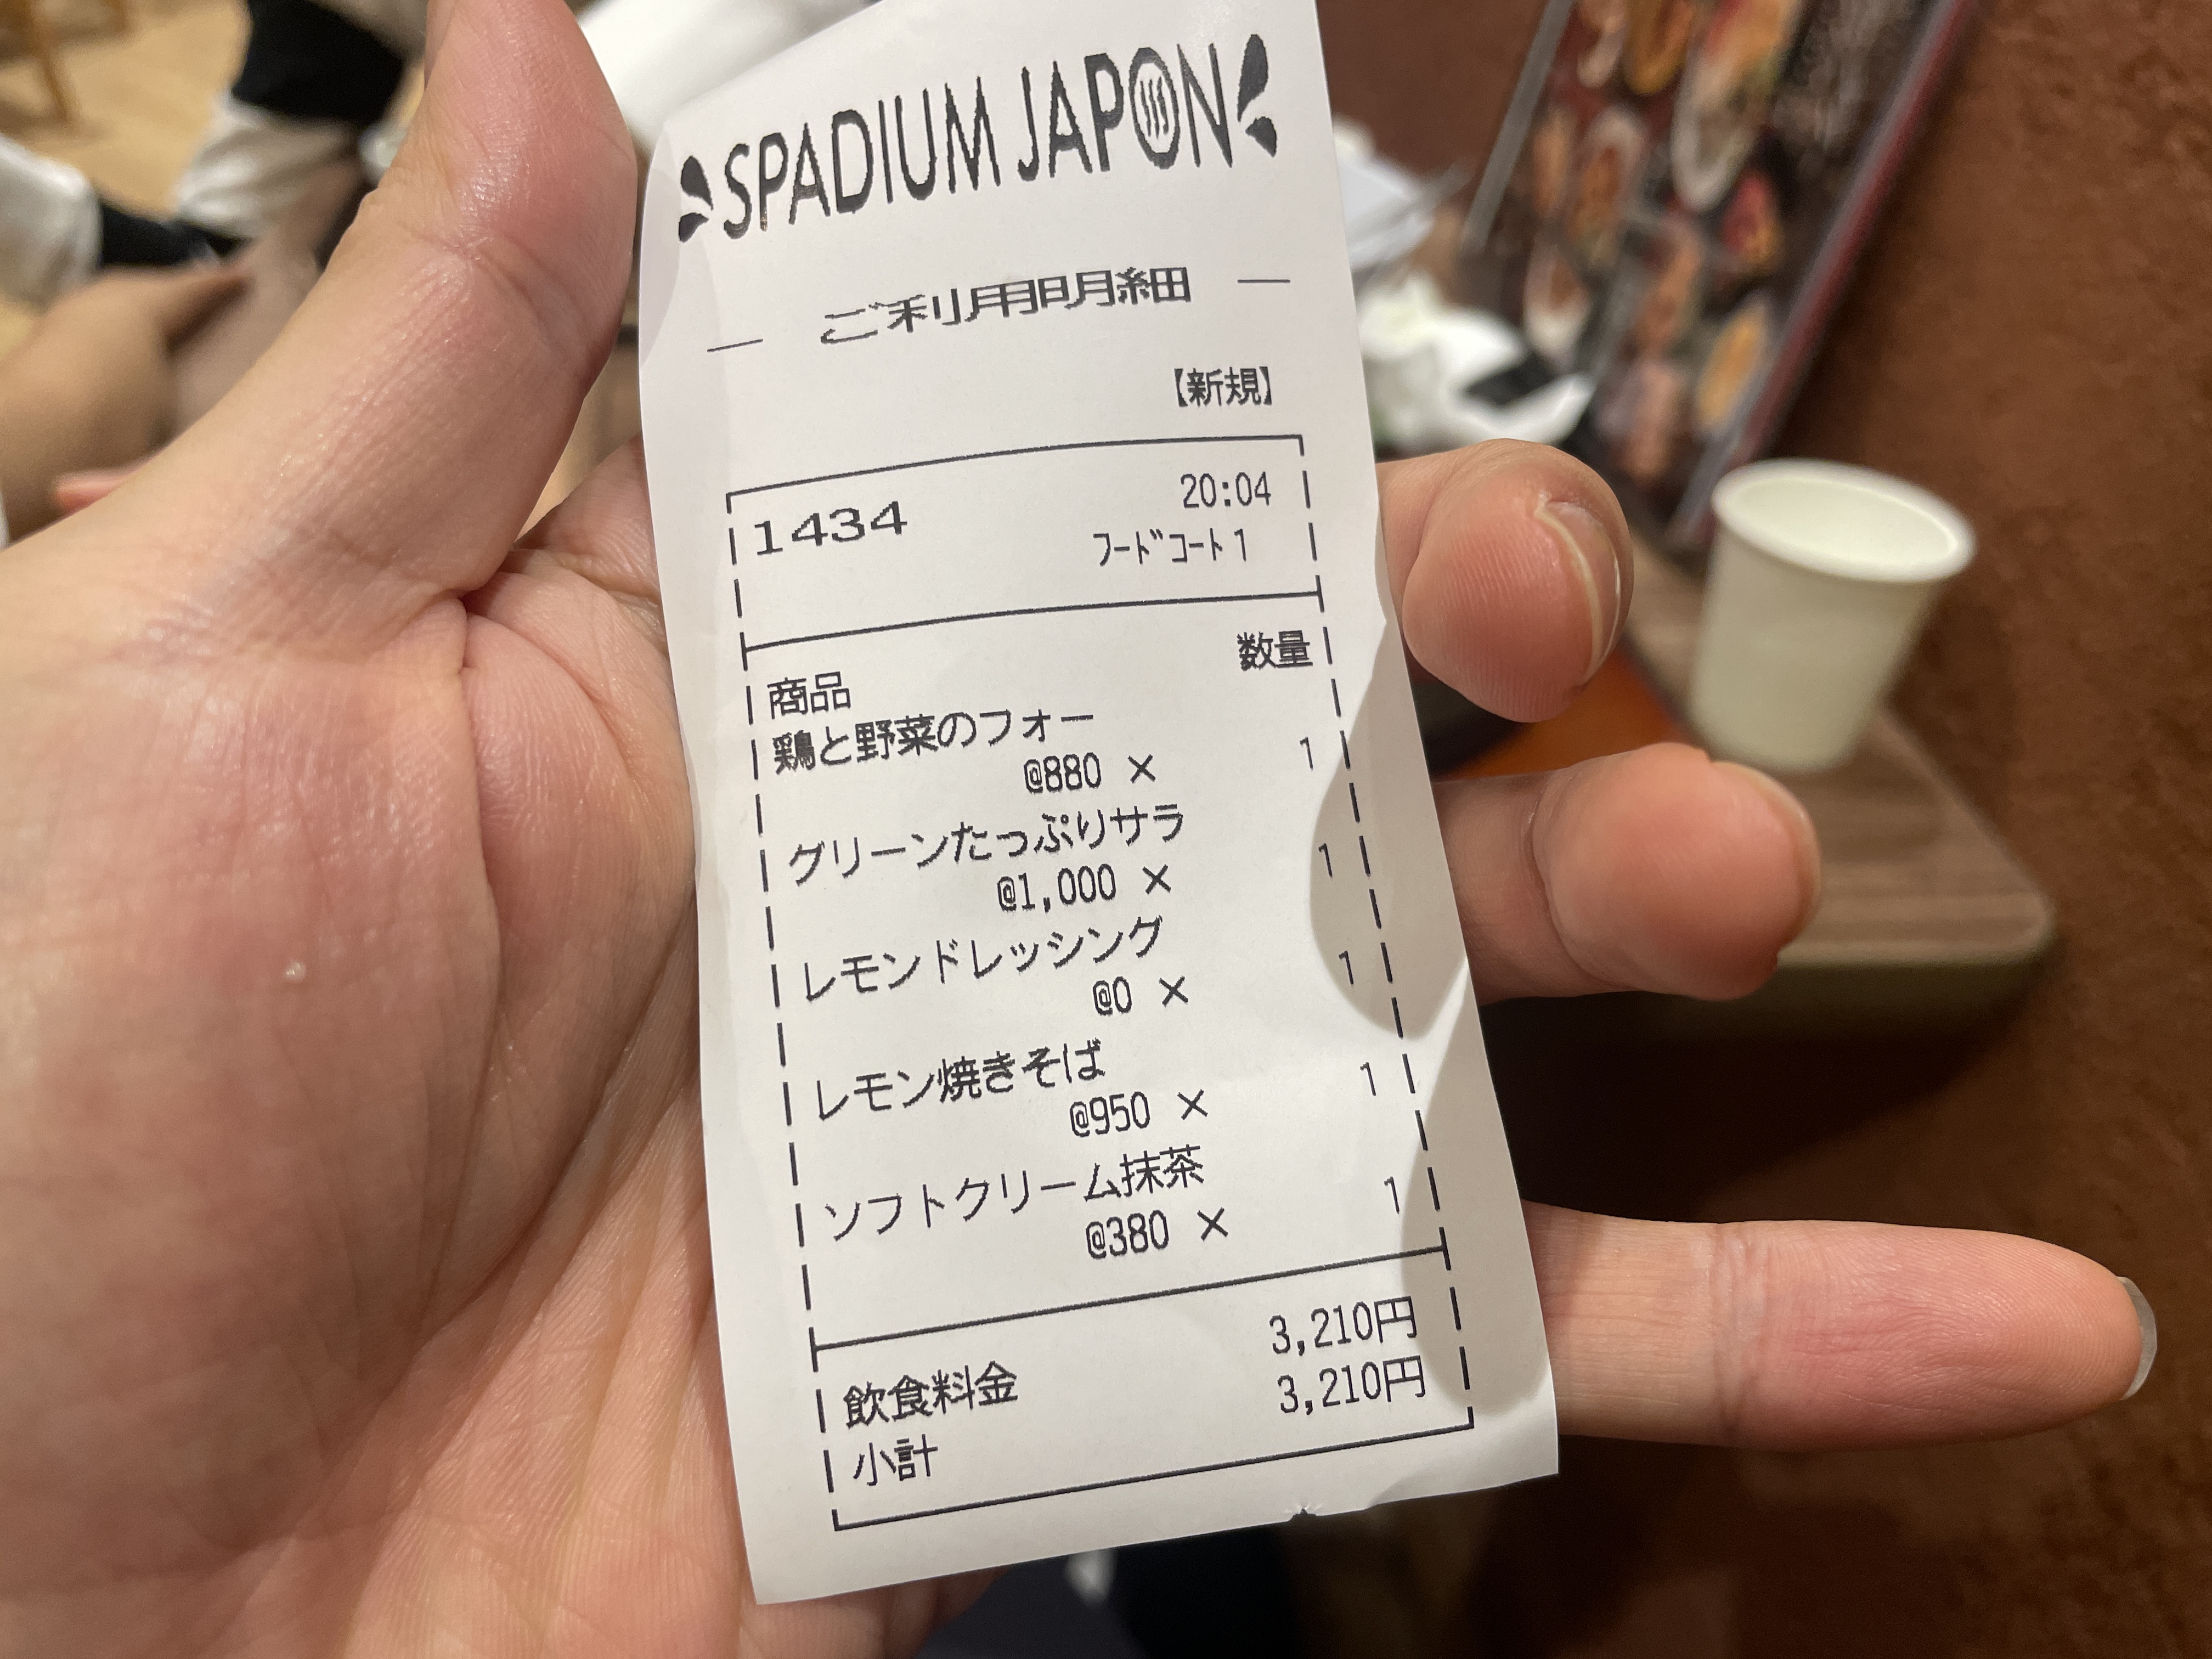 SPADIUM JAPON
ご利用明細
【新規】
1434 20:04
フードコート1
商品 数量
鶏と野菜のフォー
@880 × 1
グリーンたっぷりサラ
@1,000 × 1
レモンドレッシング
@0 × 1
レモン焼きそば
@950 × 1
ソフトクリーム抹茶
@380 × 1
飲食料金 3,210円
小計 3,210円